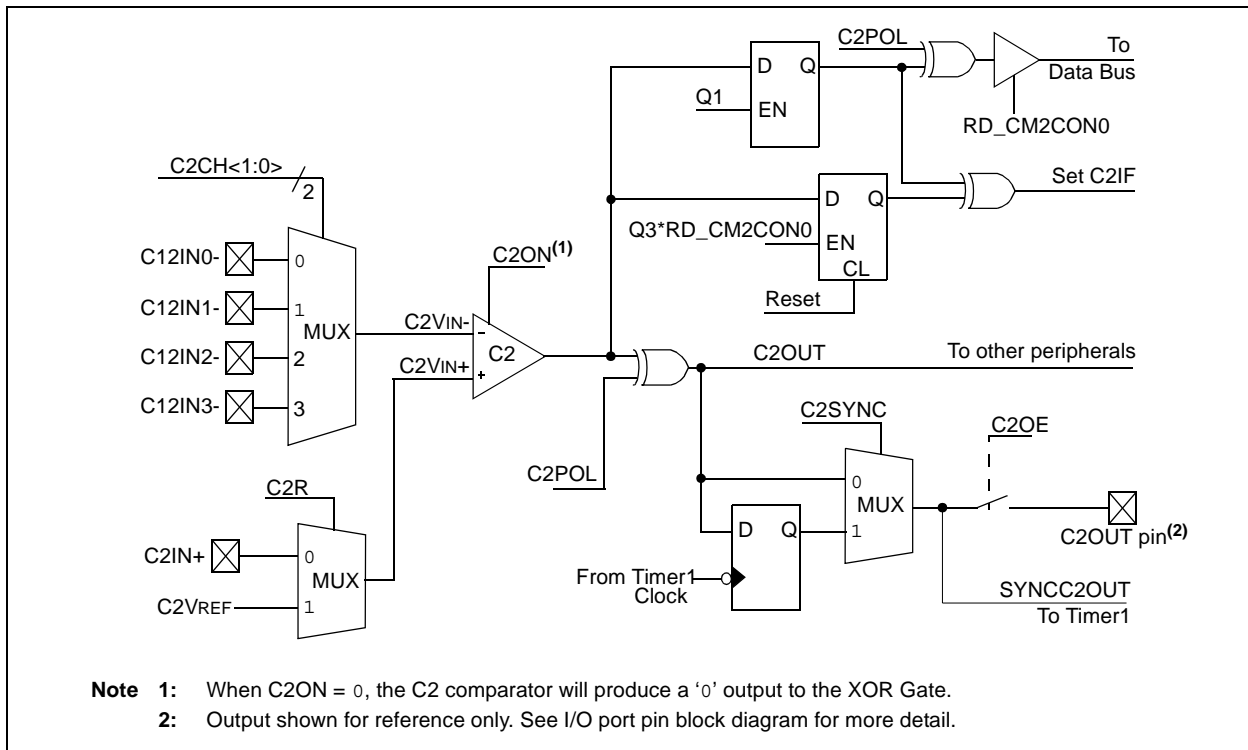 C2POL
To
Data Bus
D Q
Q1
EN
RD_CM2CON0
C2CH<1:0>
2
Set C2IF
D Q
Q3*RD_CM2CON0
EN
CL
Reset
C2ON(1)
C12IN0-
0
C12IN1-
1
MUX
C12IN2-
2
C12IN3-
3
C2VIN-
-
C2
C2VIN+
+
C2OUT
To other peripherals
C2SYNC
C2OE
C2POL
0
MUX
1
C2OUT pin(2)
D Q
From Timer1
Clock
SYNCC2OUT
To Timer1
C2R
C2IN+
0
MUX
C2VREF
1
Note 1: When C2ON = 0, the C2 comparator will produce a ‘0’ output to the XOR Gate.
2: Output shown for reference only. See I/O port pin block diagram for more detail.